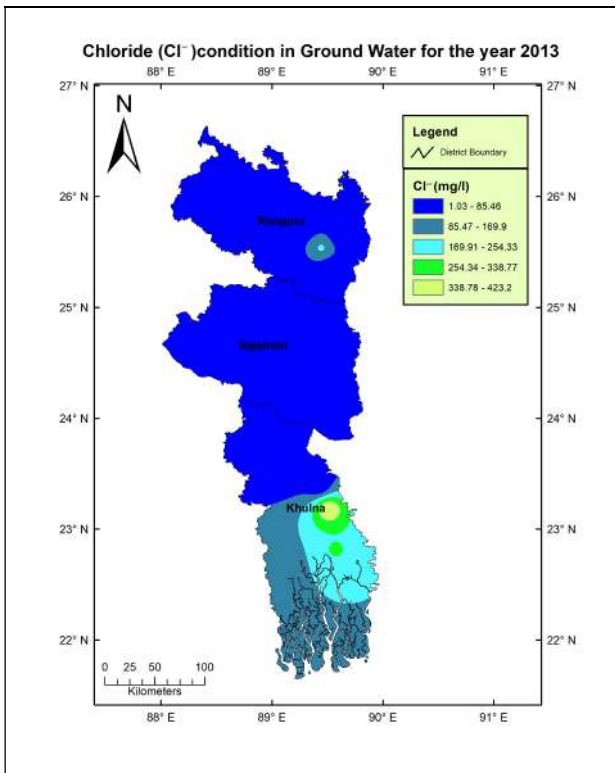 Chloride (Cl⁻)condition in Ground Water for the year 2013
88° E 89° E 90° E 91° E
27° N 27° N
N
Legend
District Boundary
Cl⁻(mg/l)
1.03 - 85.46
85.47 - 169.9
169.91 - 254.33
254.34 - 338.77
338.78 - 423.2
26° N 26° N
Rangpur
25° N 25° N
Rajshahi
24° N 24° N
Khulna
23° N 23° N
22° N 22° N
0 25 50 100
Kilometers
88° E 89° E 90° E 91° E